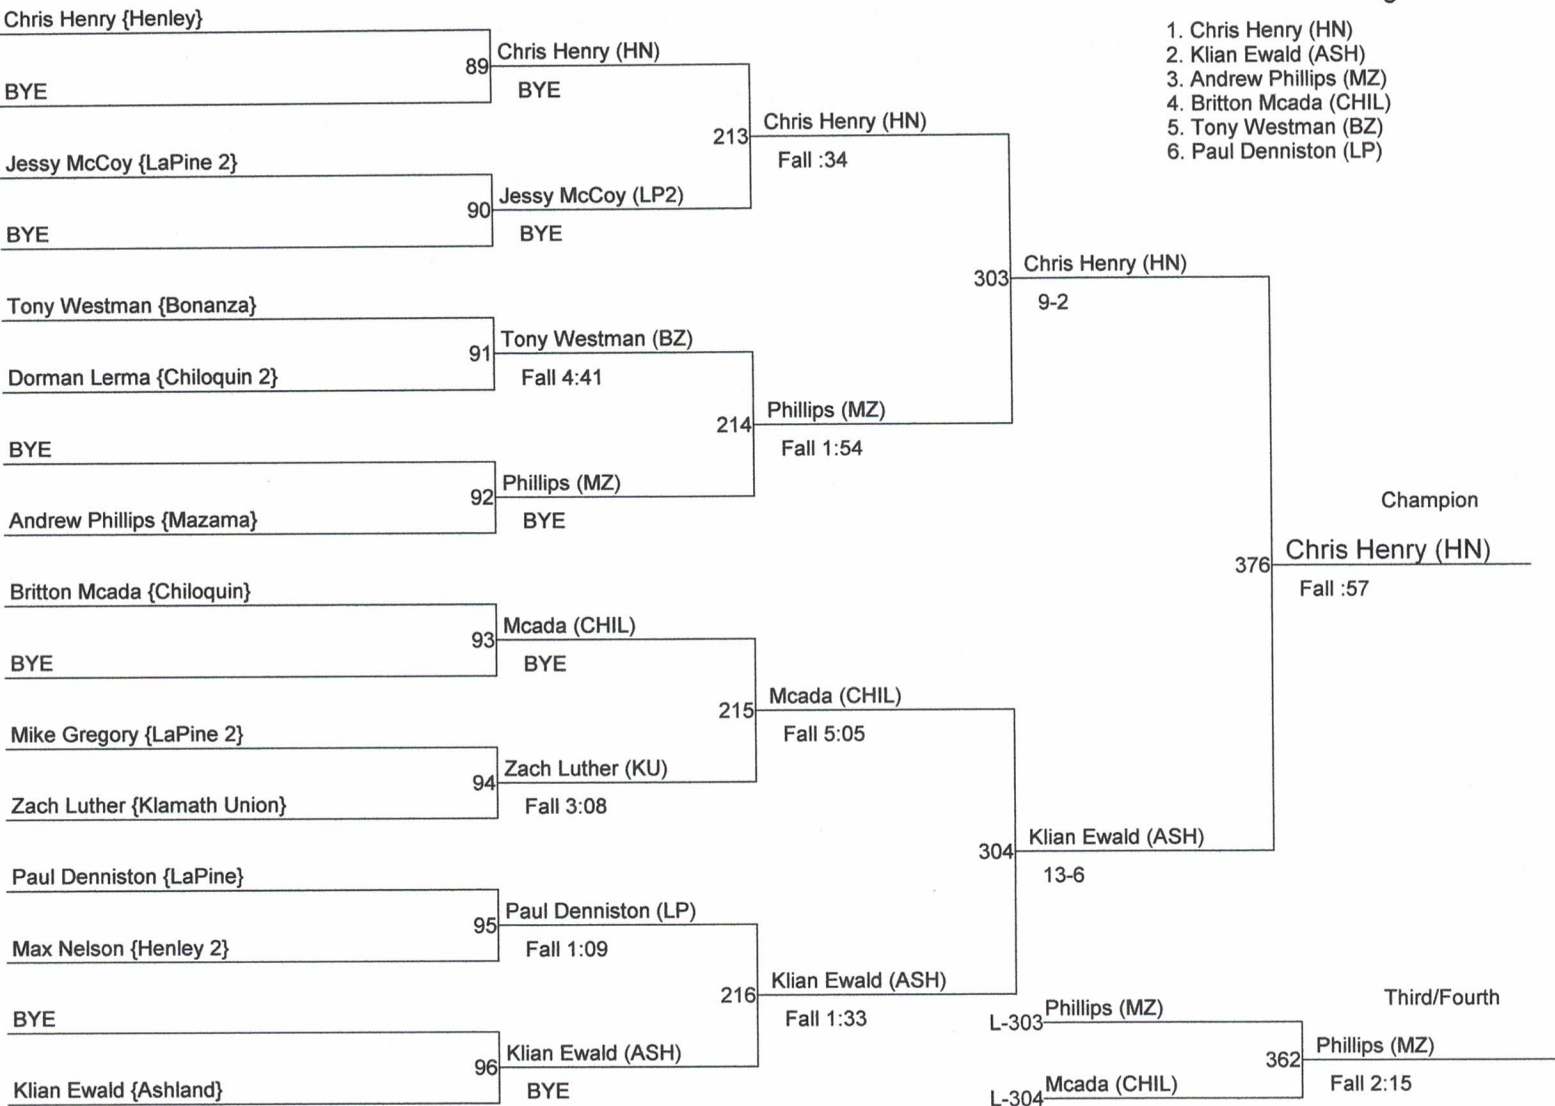 1. Chris Henry (HN)
2. Klian Ewald (ASH)
3. Andrew Phillips (MZ)
4. Britton Mcada (CHIL)
5. Tony Westman (BZ)
6. Paul Denniston (LP)
Chris Henry {Henley}
BYE
Jessy McCoy {LaPine 2}
BYE
Tony Westman {Bonanza}
Dorman Lerma {Chiloquin 2}
BYE
Andrew Phillips {Mazama}
Britton Mcada {Chiloquin}
BYE
Mike Gregory {LaPine 2}
Zach Luther {Klamath Union}
Paul Denniston {LaPine}
Max Nelson {Henley 2}
BYE
Klian Ewald {Ashland}
89 Chris Henry (HN)
BYE
90 Jessy McCoy (LP2)
BYE
91 Tony Westman (BZ)
Fall 4:41
92 Phillips (MZ)
BYE
93 Mcada (CHIL)
BYE
94 Zach Luther (KU)
Fall 3:08
95 Paul Denniston (LP)
Fall 1:09
96 Klian Ewald (ASH)
BYE
213 Chris Henry (HN)
Fall :34
214 Phillips (MZ)
Fall 1:54
215 Mcada (CHIL)
Fall 5:05
216 Klian Ewald (ASH)
Fall 1:33
303 Chris Henry (HN)
9-2
304 Klian Ewald (ASH)
13-6
Champion
376 Chris Henry (HN)
Fall :57
Third/Fourth
L-303 Phillips (MZ)
L-304 Mcada (CHIL)
362 Phillips (MZ)
Fall 2:15